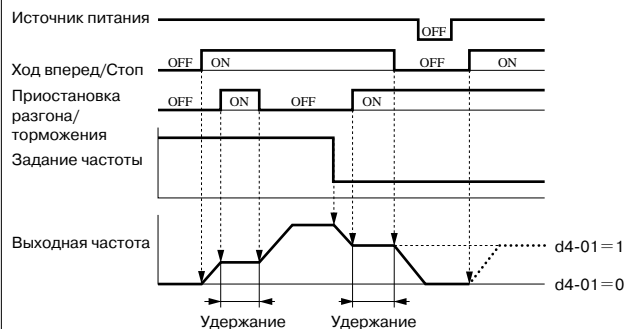 Источник питания
OFF
Ход вперед/Стоп
OFF ON OFF ON
Приостановка
разгона/
торможения
OFF ON OFF ON
Задание частоты
Выходная частота
d4-01=1
d4-01=0
Удержание Удержание